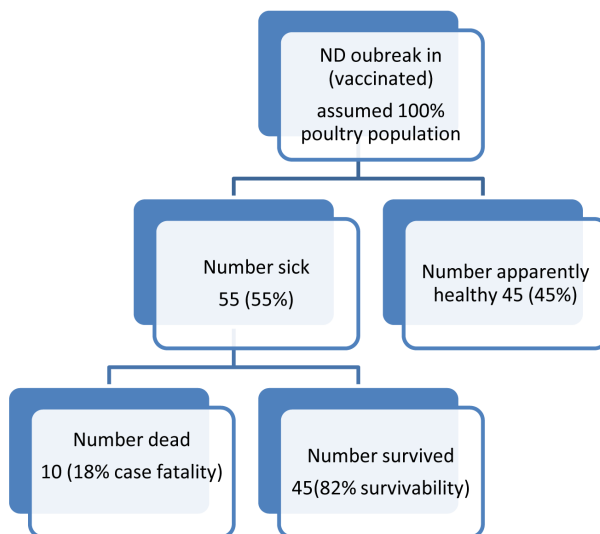 ND oubreak in
(vaccinated)
assumed 100%
poultry population
Number sick
55 (55%)
Number apparently
healthy 45 (45%)
Number dead
10 (18% case fatality)
Number survived
45(82% survivability)